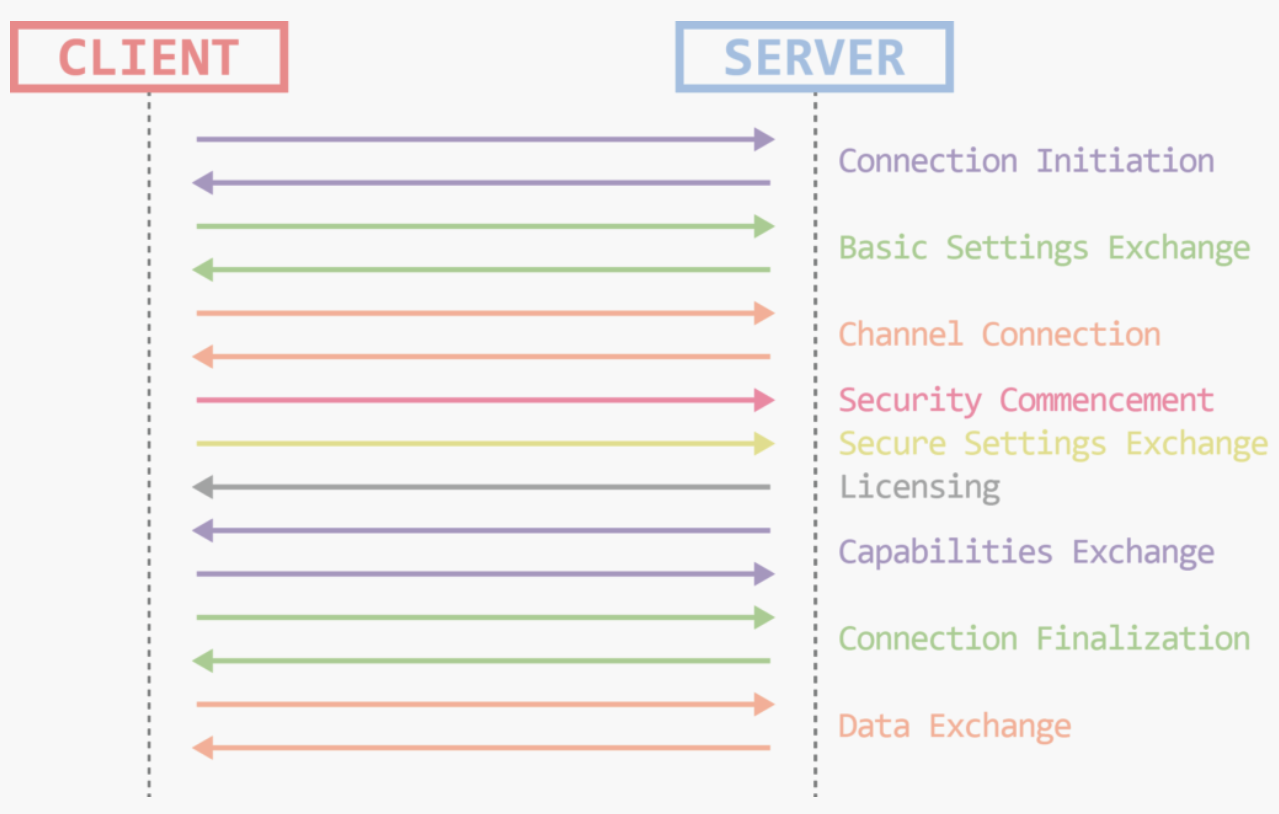 CLIENT
SERVER
Connection Initiation
Basic Settings Exchange
Channel Connection
Security Commencement
Secure Settings Exchange
Licensing
Capabilities Exchange
Connection Finalization
Data Exchange